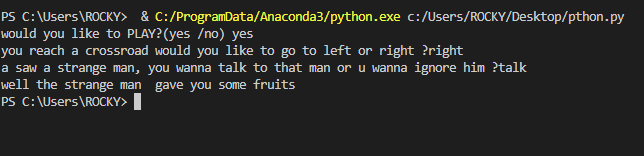 PS C:\Users\ROCKY>  & C:/ProgramData/Anaconda3/python.exe c:/Users/ROCKY/Desktop/pthon.py
would you like to PLAY?(yes /no) yes
you reach a crossroad would you like to go to left or right ?right
a saw a strange man, you wanna talk to that man or u wanna ignore him ?talk
well the strange man  gave you some fruits
PS C:\Users\ROCKY>